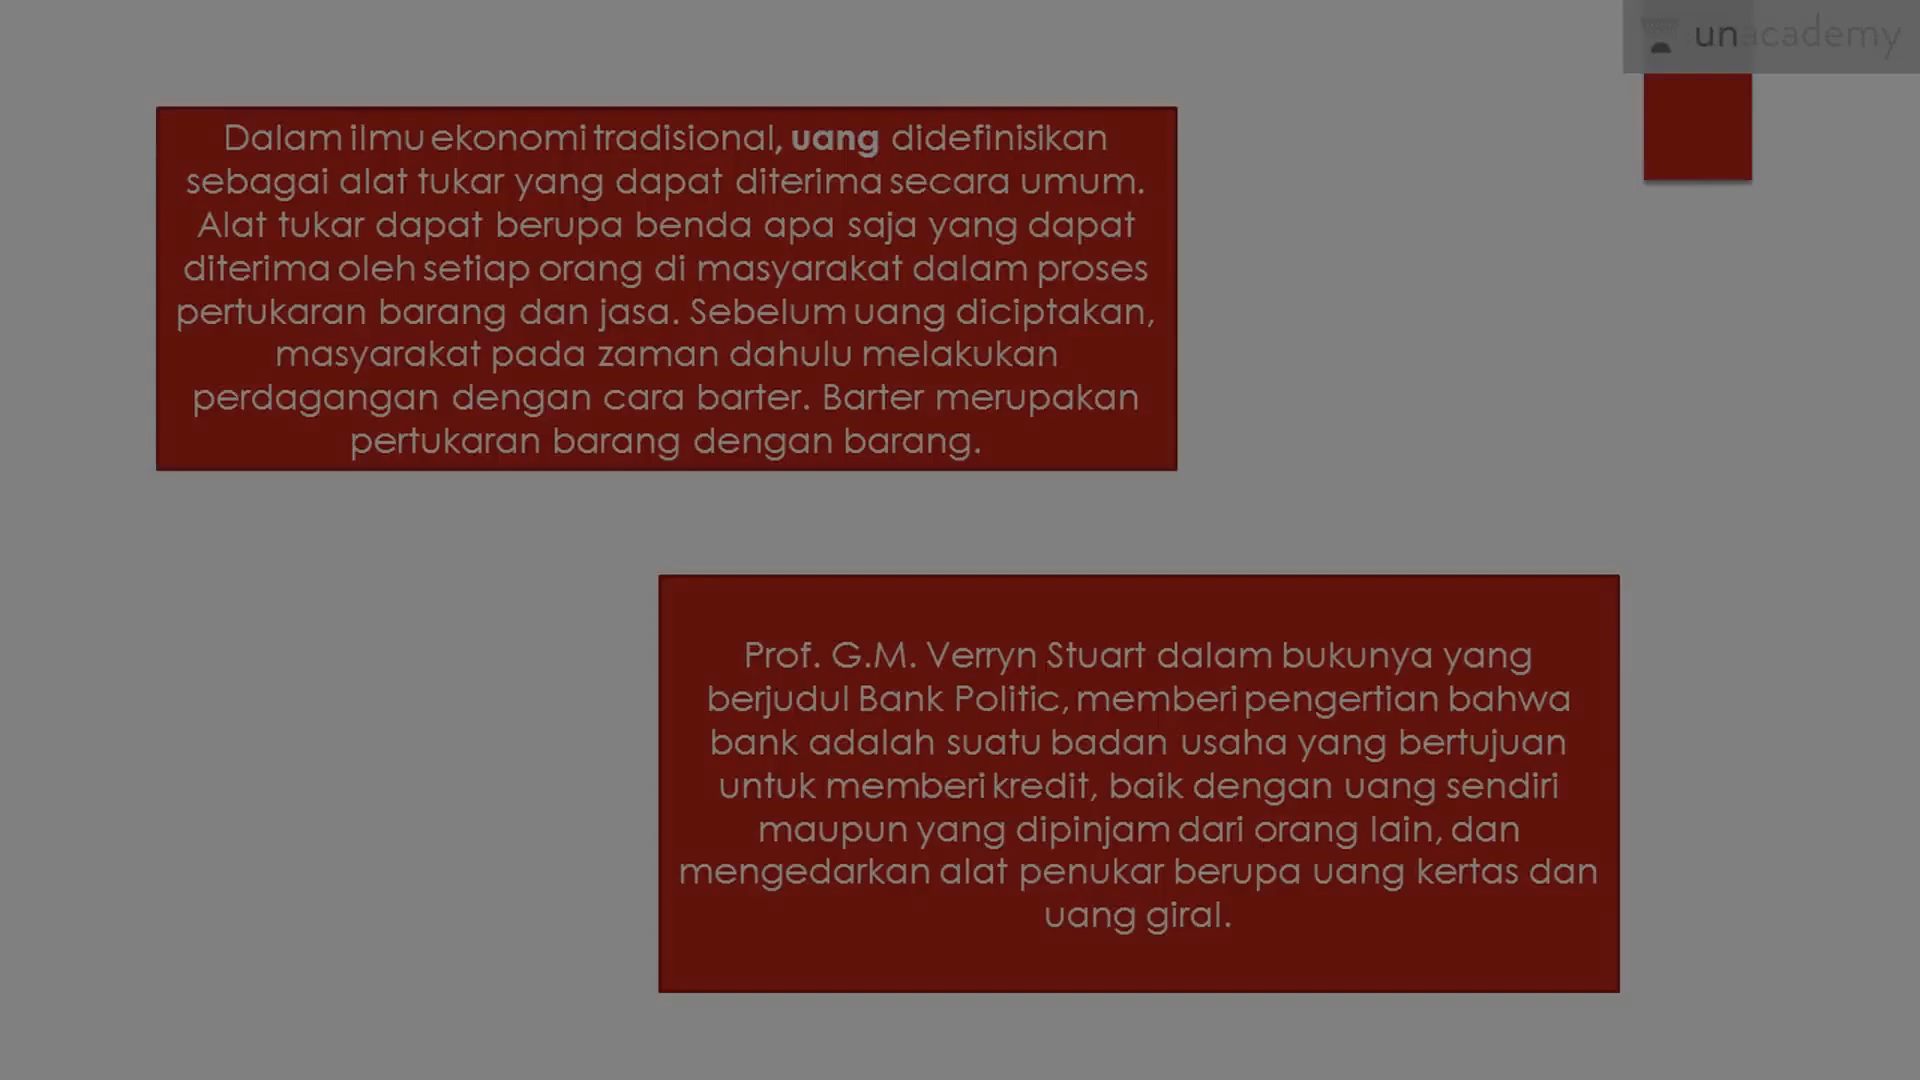 unacademy
Dalam ilmu ekonomi tradisional, uang didefinisikan
sebagai alat tukar yang dapat diterima secara umum.
Alat tukar dapat berupa benda apa saja yang dapat
diterima oleh setiap orang di masyarakat dalam proses
pertukaran barang dan jasa. Sebelum uang diciptakan,
masyarakat pada zaman dahulu melakukan
perdagangan dengan cara barter. Barter merupakan
pertukaran barang dengan barang.
Prof. G.M. Verryn Stuart dalam bukunya yang
berjudul Bank Politic, memberi pengertian bahwa
bank adalah suatu badan usaha yang bertujuan
untuk memberi kredit, baik dengan uang sendiri
maupun yang dipinjam dari orang lain, dan
mengedarkan alat penukar berupa uang kertas dan
uang giral.